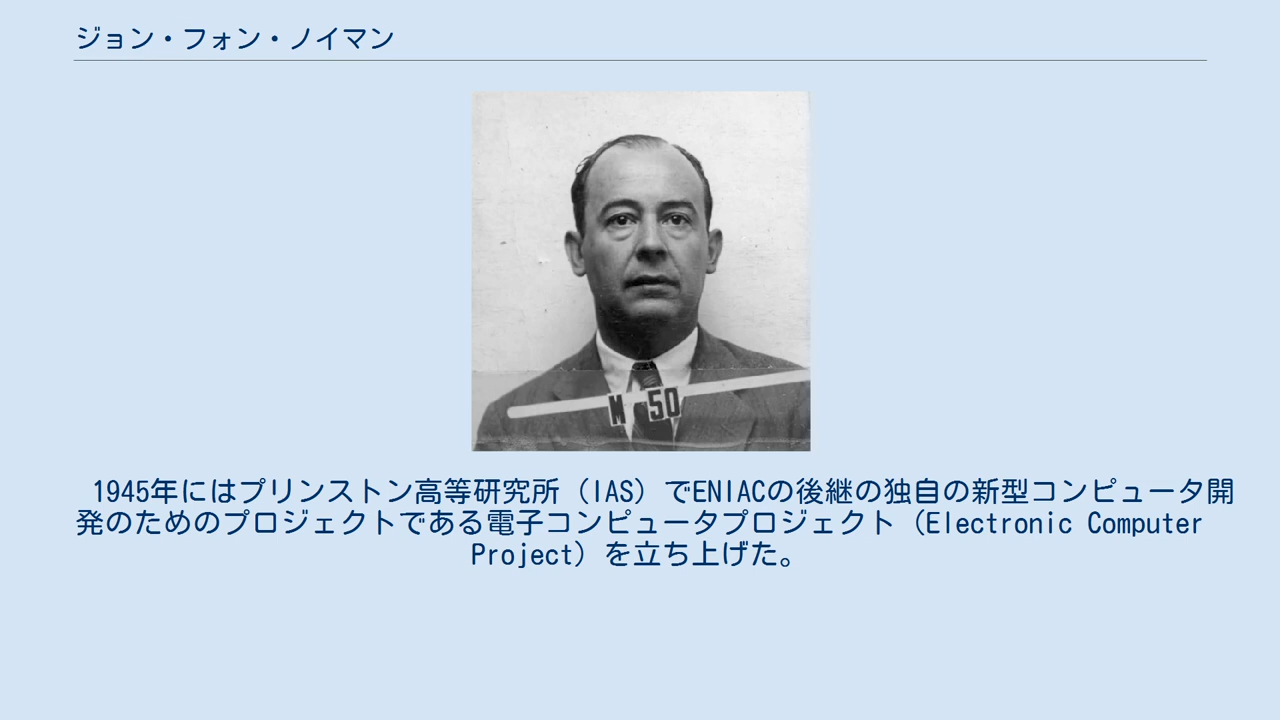 ジョン・フォン・ノイマン
M 50
1945年にはプリンストン高等研究所（IAS）でENIACの後継の独自の新型コンピュータ開
発のためのプロジェクトである電子コンピュータプロジェクト（Electronic Computer
Project）を立ち上げた。